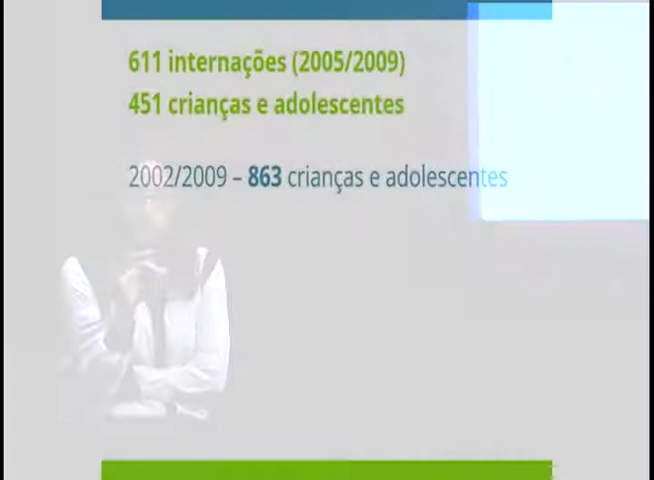 611 internações (2005/2009)
451 crianças e adolescentes
2002/2009 – 863 crianças e adolescentes